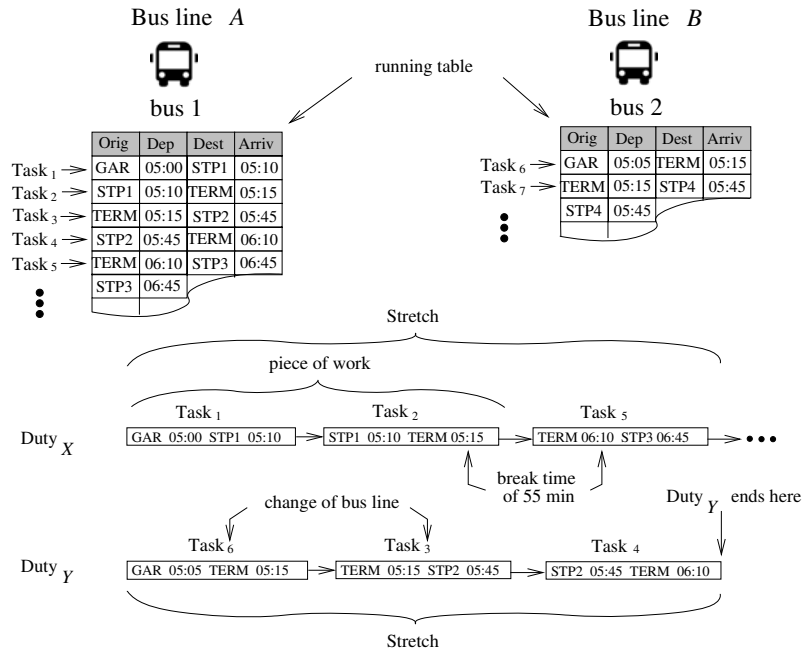 Bus line A
Bus line B
running table
bus 1
bus 2
Orig Dep Dest Arriv
Task 1 GAR 05:00 STP1 05:10
Task 2 STP1 05:10 TERM 05:15
Task 3 TERM 05:15 STP2 05:45
Task 4 STP2 05:45 TERM 06:10
Task 5 TERM 06:10 STP3 06:45
STP3 06:45
Orig Dep Dest Arriv
Task 6 GAR 05:05 TERM 05:15
Task 7 TERM 05:15 STP4 05:45
STP4 05:45
Stretch
piece of work
Task 1 Task 2 Task 5
Duty X GAR 05:00 STP1 05:10 STP1 05:10 TERM 05:15 TERM 06:10 STP3 06:45
break time
of 55 min
change of bus line
Duty Y ends here
Task 6 Task 3 Task 4
Duty Y GAR 05:05 TERM 05:15 TERM 05:15 STP2 05:45 STP2 05:45 TERM 06:10
Stretch